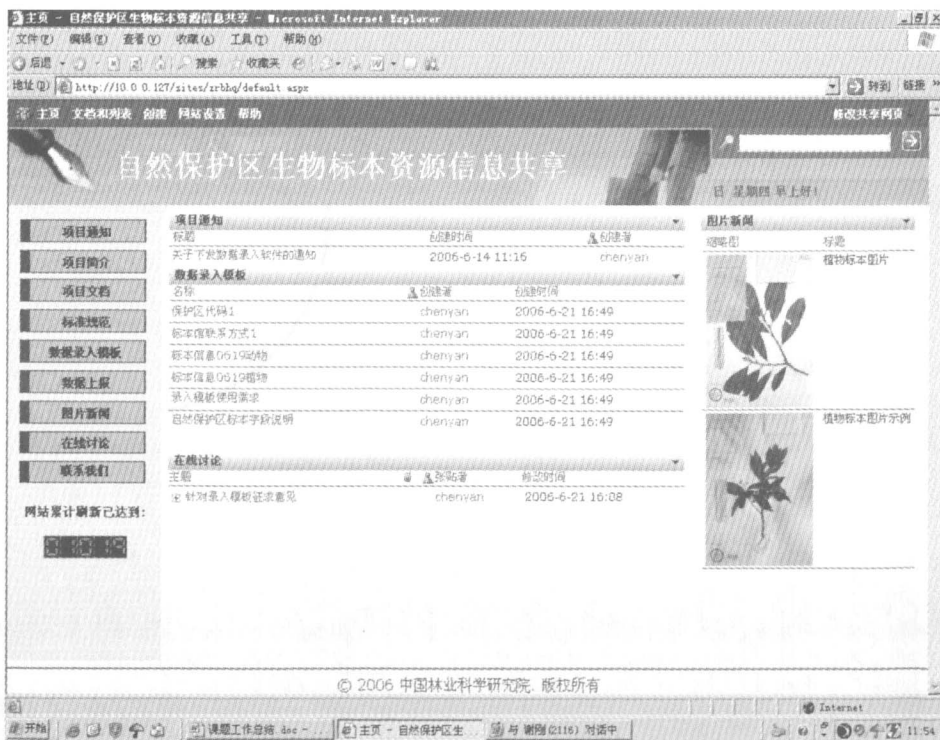 主页 - 自然保护区生物标本资源信息共享 - Microsoft Internet Explorer
文件(F) 编辑(E) 查看(V) 收藏(A) 工具(T) 帮助(H)
后退 搜索 收藏夹
地址(D) http://10.0.0.127/sites/zrbhq/default.aspx 转到 链接
主页 文档和列表 创建 网站设置 帮助 修改共享网页
自然保护区生物标本资源信息共享
日 星期四 早上好!
项目通知
项目简介
项目文档
标准规范
数据录入模板
数据上报
图片新闻
在线讨论
联系我们
网站累计刷新已达到:
01019
项目通知
标题 创建时间 创建者
关于下发数据录入软件的通知 2006-6-14 11:16 chenyan
数据录入模板
名称 创建者 创建时间
保护区代码1 chenyan 2006-6-21 16:49
标本馆联系方式1 chenyan 2006-6-21 16:49
标本信息0619动物 chenyan 2006-6-21 16:49
标本信息0619植物 chenyan 2006-6-21 16:49
录入模板使用需求 chenyan 2006-6-21 16:49
自然保护区标本字段说明 chenyan 2006-6-21 16:49
在线讨论
主题 张贴者 修改时间
针对录入模板征求意见 chenyan 2006-6-21 16:08
图片新闻
缩略图 标题
植物标本图片
植物标本图片示例
© 2006 中国林业科学研究院. 版权所有
Internet
开始 课题工作总结.doc - ... 主页 - 自然保护区生... 与 谢刚(2116) 对话中 11:54